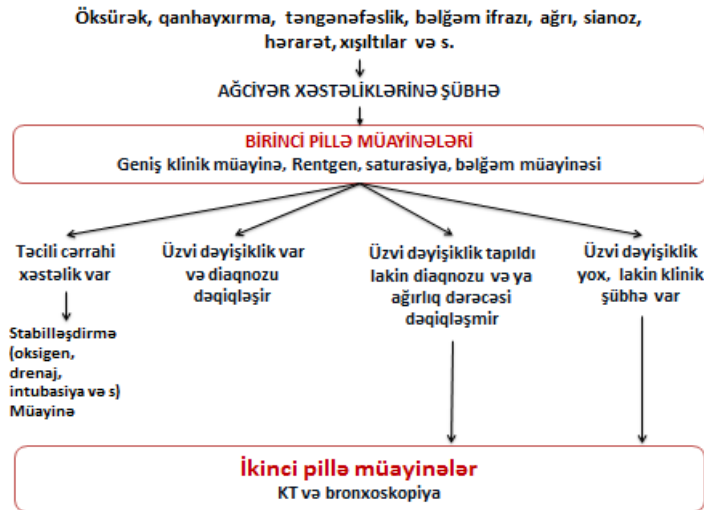 Öksürək, qanhayxırma, təngənəfəslik, bəlğəm ifrazı, ağrı, sianoz,
hərarət, xışıltılar və s.
AĞCİYƏR XƏSTƏLİKLƏRİNƏ ŞÜBHƏ
BİRİNCİ PİLLƏ MÜAYİNƏLƏRİ
Geniş klinik müayinə, Rentgen, saturasiya, bəlğəm müayinəsi
Təcili cərrahi
xəstəlik var
Stabilləşdirmə
(oksigen,
drenaj,
intubasiya və s)
Müayinə
Üzvi dəyişiklik var
və diaqnozu
dəqiqləşir
Üzvi dəyişiklik tapıldı
lakin diaqnozu və ya
ağırlıq dərəcəsi
dəqiqləşmir
Üzvi dəyişiklik
yox, lakin klinik
şübhə var
İkinci pillə müayinələr
KT və bronxoskopiya